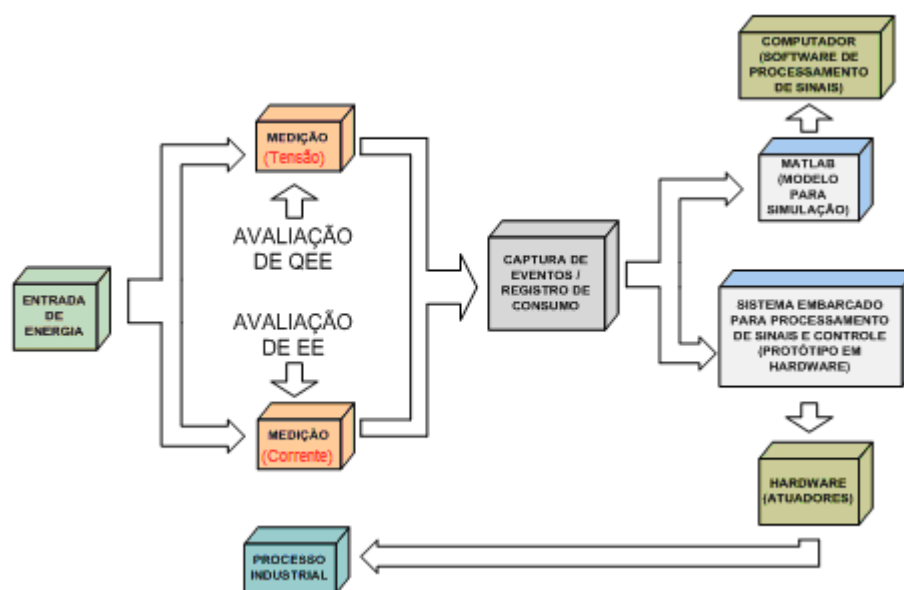 COMPUTADOR
(SOFTWARE DE
PROCESSAMENTO
DE SINAIS)
MEDIÇÃO
(Tensão)
MATLAB
(MODELO
PARA
SIMULAÇÃO)
AVALIAÇÃO
DE QEE
CAPTURA DE
EVENTOS /
REGISTRO DE
CONSUMO
ENTRADA
DE
ENERGIA
SISTEMA EMBARCADO
PARA PROCESSAMENTO
DE SINAIS E CONTROLE
(PROTÓTIPO EM
HARDWARE)
AVALIAÇÃO
DE EE
MEDIÇÃO
(Corrente)
HARDWARE
(ATUADORES)
PROCESSO
INDUSTRIAL